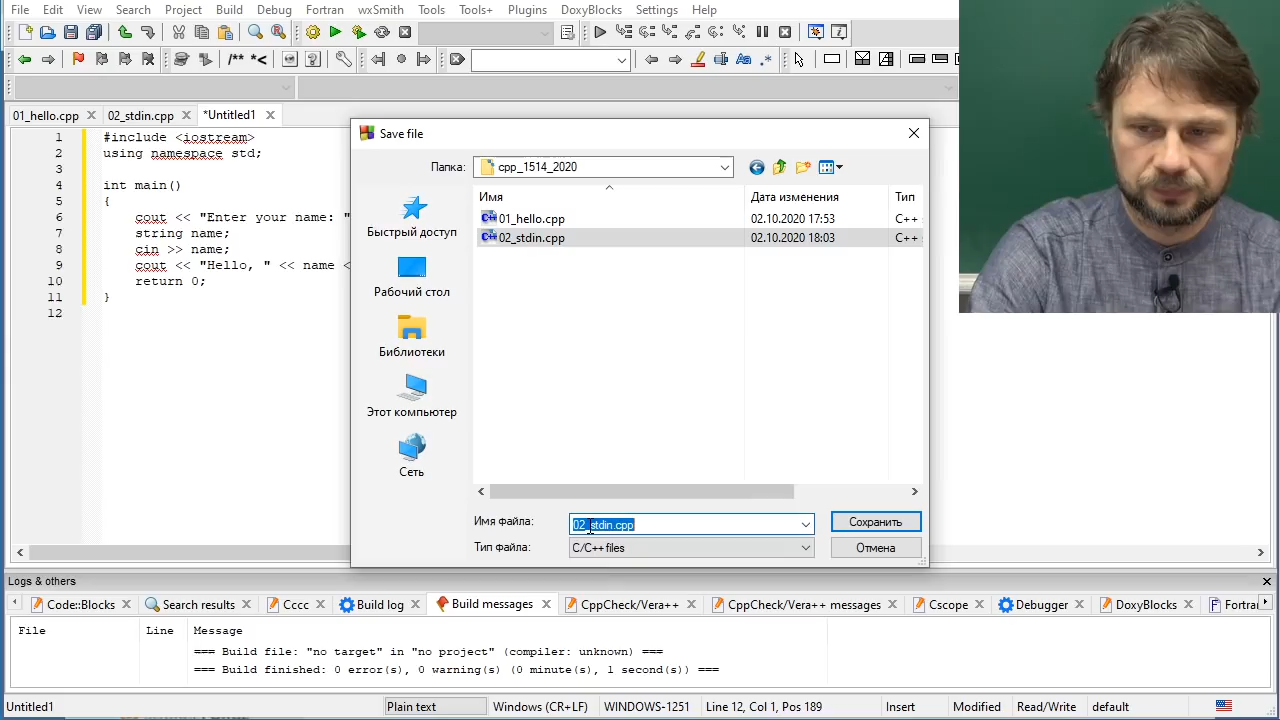 File Edit View Search Project Build Debug Fortran wxSmith Tools Tools+ Plugins DoxyBlocks Settings Help
/** *<
.*
01_hello.cpp 02_stdin.cpp *Untitled1
1 #include <iostream>
2 using namespace std;
3
4 int main()
5 {
6 cout << "Enter your name: "
7 string name;
8 cin >> name;
9 cout << "Hello, " << name <
10 return 0;
11 }
12
Save file
Папка: cpp_1514_2020
Имя Дата изменения Тип
01_hello.cpp 02.10.2020 17:53 C++
02_stdin.cpp 02.10.2020 18:03 C++
Быстрый доступ
Рабочий стол
Библиотеки
Этот компьютер
Сеть
Имя файла: 02_stdin.cpp Сохранить
Тип файла: C/C++ files Отмена
Logs & others
Code::Blocks Search results Cccc Build log Build messages CppCheck/Vera++ CppCheck/Vera++ messages Cscope Debugger DoxyBlocks Fortra
File Line Message
=== Build file: "no target" in "no project" (compiler: unknown) ===
=== Build finished: 0 error(s), 0 warning(s) (0 minute(s), 1 second(s)) ===
Untitled1 Plain text Windows (CR+LF) WINDOWS-1251 Line 12, Col 1, Pos 189 Insert Modified Read/Write default